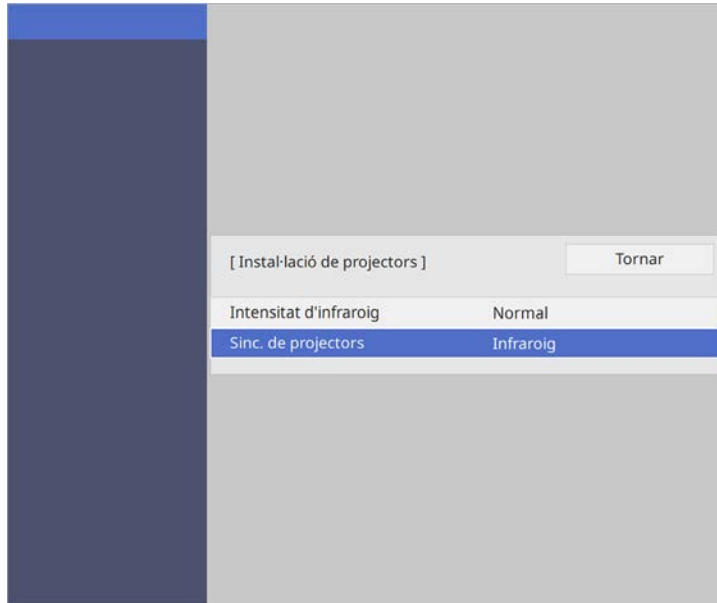 [ Instal·lació de projectors ] Tornar
Intensitat d'infraroig Normal
Sinc. de projectors Infraroig